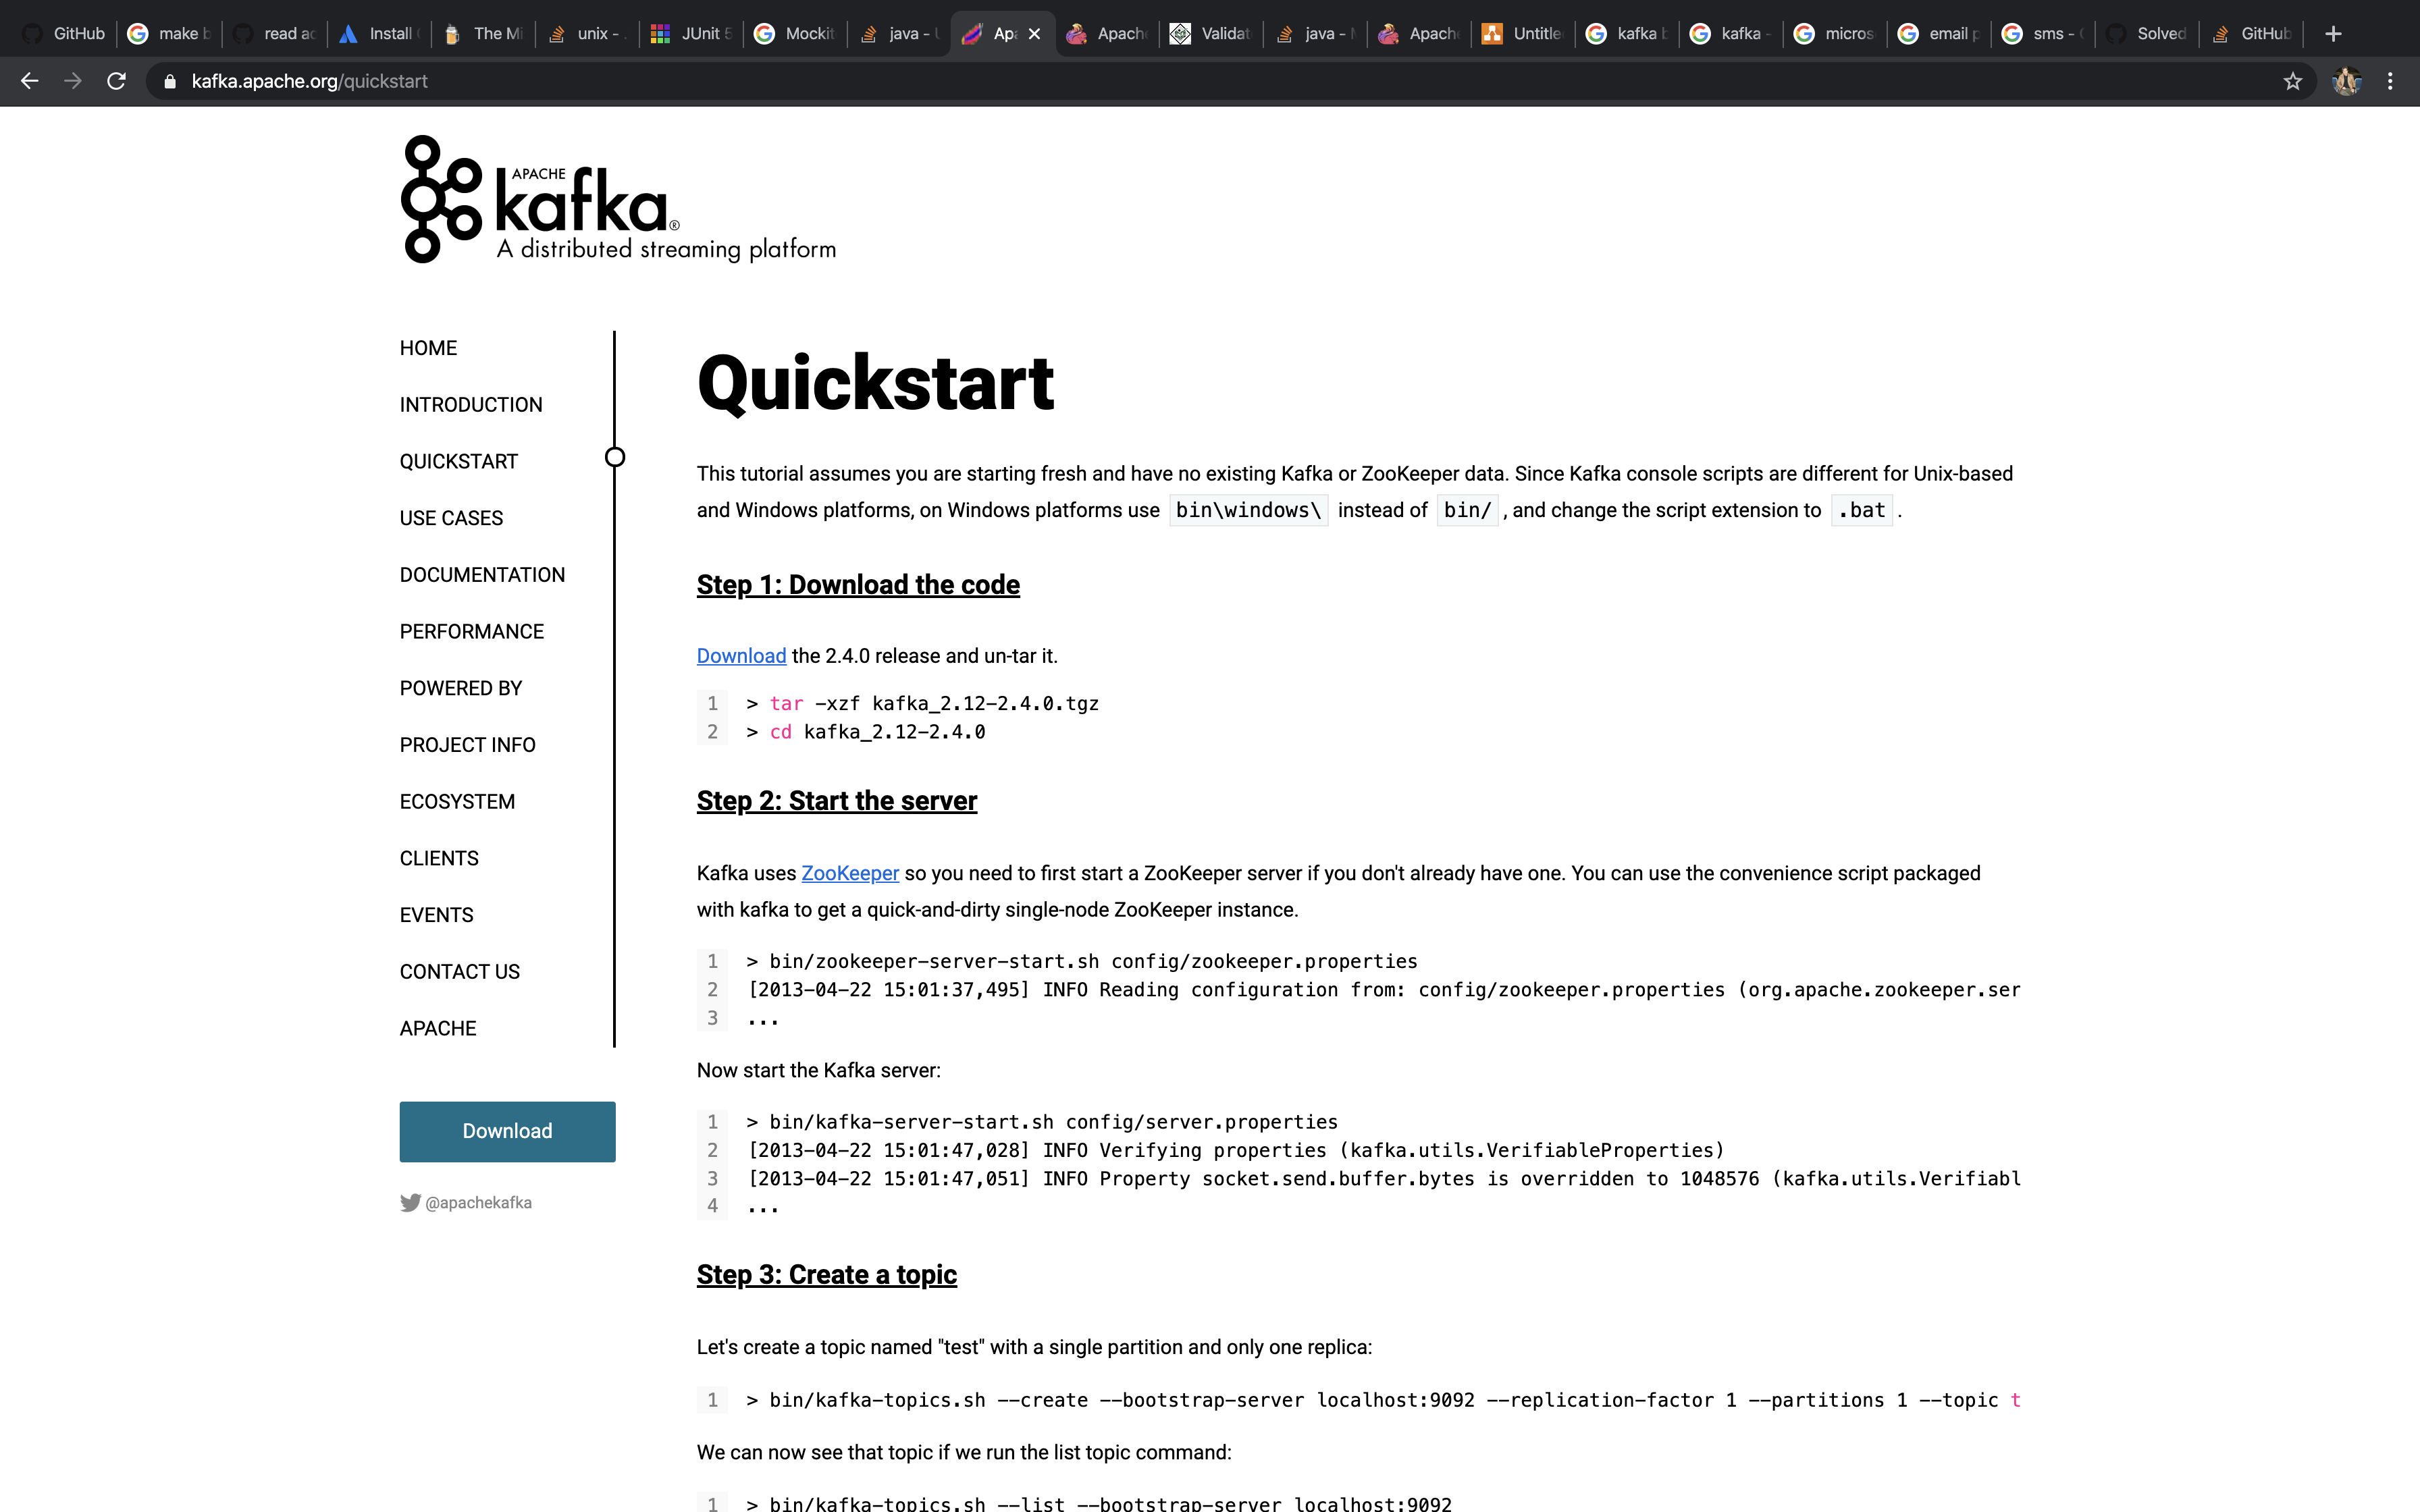 GitHub
make b
read ac
Install
The Mi
unix -
JUnit 5
Mockit
java - U
Apa
Apache
Validat
java -
Apach
Untitle
kafka b
kafka -
micros
email p
sms -
Solved
GitHub
kafka.apache.org/quickstart
APACHE
kafka®
A distributed streaming platform
HOME
INTRODUCTION
QUICKSTART
USE CASES
DOCUMENTATION
PERFORMANCE
POWERED BY
PROJECT INFO
ECOSYSTEM
CLIENTS
EVENTS
CONTACT US
APACHE
Download
@apachekafka
Quickstart
This tutorial assumes you are starting fresh and have no existing Kafka or ZooKeeper data. Since Kafka console scripts are different for Unix-based
and Windows platforms, on Windows platforms use bin\windows\ instead of bin/ , and change the script extension to .bat .
Step 1: Download the code
Download the 2.4.0 release and un-tar it.
1 > tar -xzf kafka_2.12-2.4.0.tgz
2 > cd kafka_2.12-2.4.0
Step 2: Start the server
Kafka uses ZooKeeper so you need to first start a ZooKeeper server if you don't already have one. You can use the convenience script packaged
with kafka to get a quick-and-dirty single-node ZooKeeper instance.
1 > bin/zookeeper-server-start.sh config/zookeeper.properties
2 [2013-04-22 15:01:37,495] INFO Reading configuration from: config/zookeeper.properties (org.apache.zookeeper.ser
3 ...
Now start the Kafka server:
1 > bin/kafka-server-start.sh config/server.properties
2 [2013-04-22 15:01:47,028] INFO Verifying properties (kafka.utils.VerifiableProperties)
3 [2013-04-22 15:01:47,051] INFO Property socket.send.buffer.bytes is overridden to 1048576 (kafka.utils.Verifiabl
4 ...
Step 3: Create a topic
Let's create a topic named "test" with a single partition and only one replica:
1 > bin/kafka-topics.sh --create --bootstrap-server localhost:9092 --replication-factor 1 --partitions 1 --topic t
We can now see that topic if we run the list topic command:
1 > bin/kafka-topics.sh --list --bootstrap-server localhost:9092